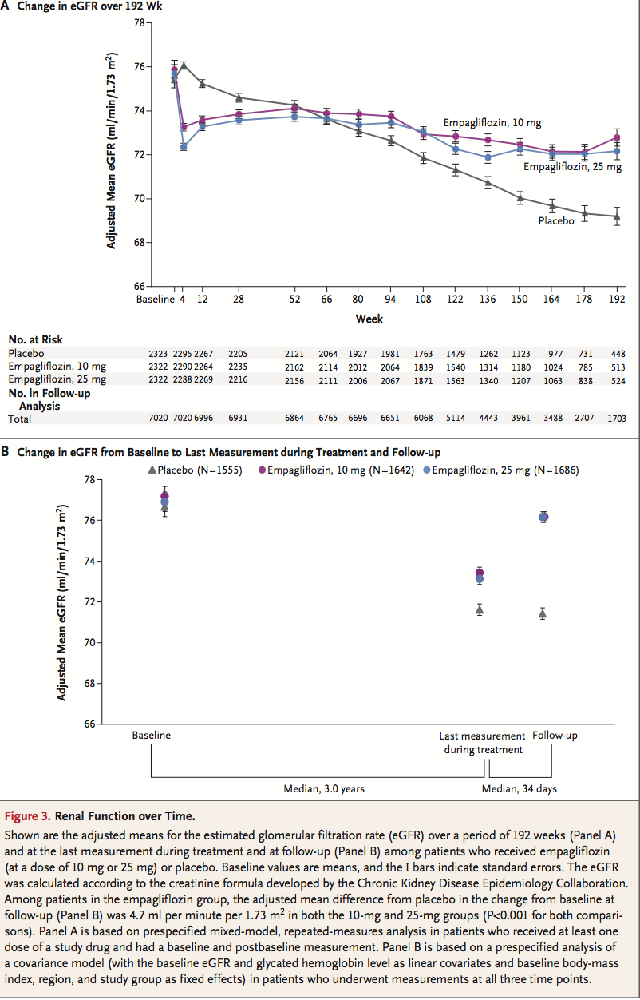 A Change in eGFR over 192 Wk
78
76
74
72
70
68
66
Adjusted Mean eGFR (ml/min/1.73 m²)
Empagliflozin, 10 mg
Empagliflozin, 25 mg
Placebo
Baseline 4 12 28 52 66 80 94 108 122 136 150 164 178 192
Week
No. at Risk
Placebo 2323 2295 2267 2205 2121 2064 1927 1981 1763 1479 1262 1123 977 731 448
Empagliflozin, 10 mg 2322 2290 2264 2235 2162 2114 2012 2064 1839 1540 1314 1180 1024 785 513
Empagliflozin, 25 mg 2322 2288 2269 2216 2156 2111 2006 2067 1871 1563 1340 1207 1063 838 524
No. in Follow-up
Analysis
Total 7020 7020 6996 6931 6864 6765 6696 6651 6068 5114 4443 3961 3488 2707 1703
B Change in eGFR from Baseline to Last Measurement during Treatment and Follow-up
Placebo (N=1555) Empagliflozin, 10 mg (N=1642) Empagliflozin, 25 mg (N=1686)
78
76
74
72
70
68
66
Adjusted Mean eGFR (ml/min/1.73 m²)
Baseline
Last measurement
during treatment
Follow-up
Median, 3.0 years
Median, 34 days
Figure 3. Renal Function over Time.
Shown are the adjusted means for the estimated glomerular filtration rate (eGFR) over a period of 192 weeks (Panel A)
and at the last measurement during treatment and at follow-up (Panel B) among patients who received empagliflozin
(at a dose of 10 mg or 25 mg) or placebo. Baseline values are means, and the I bars indicate standard errors. The eGFR
was calculated according to the creatinine formula developed by the Chronic Kidney Disease Epidemiology Collaboration.
Among patients in the empagliflozin group, the adjusted mean difference from placebo in the change from baseline at
follow-up (Panel B) was 4.7 ml per minute per 1.73 m² in both the 10-mg and 25-mg groups (P<0.001 for both compari-
sons). Panel A is based on prespecified mixed-model, repeated-measures analysis in patients who received at least one
dose of a study drug and had a baseline and postbaseline measurement. Panel B is based on a prespecified analysis of
a covariance model (with the baseline eGFR and glycated hemoglobin level as linear covariates and baseline body-mass
index, region, and study group as fixed effects) in patients who underwent measurements at all three time points.